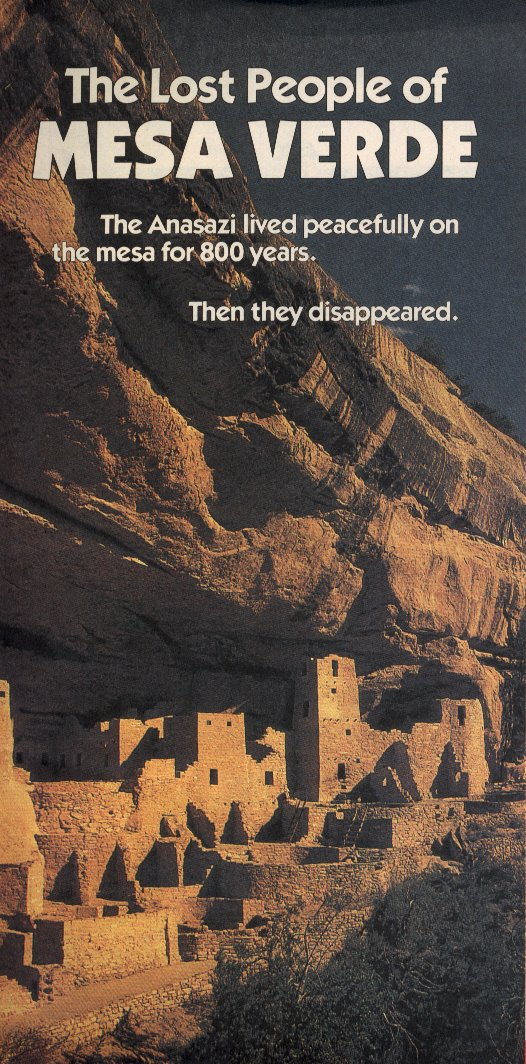 The Lost People of
MESA VERDE
The Anasazi lived peacefully on
the mesa for 800 years.
Then they disappeared.